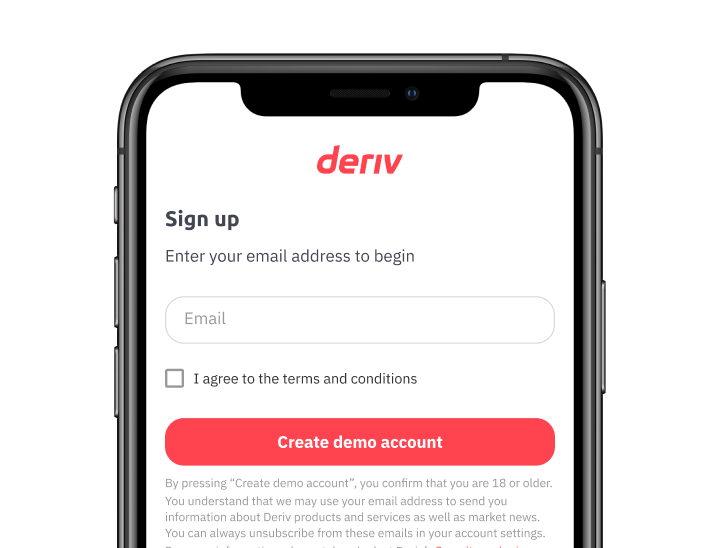 deriv
Sign up
Enter your email address to begin
Email
I agree to the terms and conditions
Create demo account
By pressing “Create demo account”, you confirm that you are 18 or older.
You understand that we may use your email address to send you
information about Deriv products and services as well as market news.
You can always unsubscribe from these emails in your account settings.